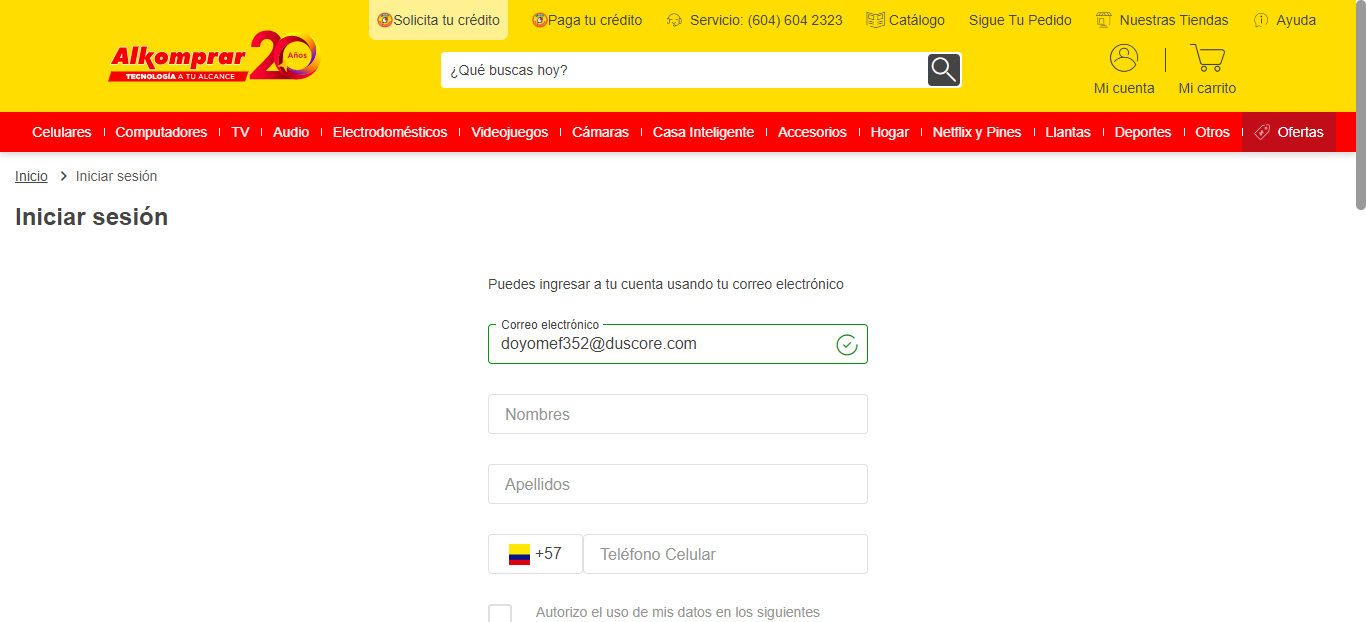 Solicita tu crédito
Paga tu crédito
Servicio: (604) 604 2323
Catálogo
Sigue Tu Pedido
Nuestras Tiendas
Ayuda
Alkomprar 20 Años
TECNOLOGÍA A TU ALCANCE
¿Qué buscas hoy?
Mi cuenta
Mi carrito
Celulares
Computadores
TV
Audio
Electrodomésticos
Videojuegos
Cámaras
Casa Inteligente
Accesorios
Hogar
Netflix y Pines
Llantas
Deportes
Otros
Ofertas
Inicio
Iniciar sesión
Iniciar sesión
Puedes ingresar a tu cuenta usando tu correo electrónico
Correo electrónico
doyomef352@duscore.com
Nombres
Apellidos
+57
Teléfono Celular
Autorizo el uso de mis datos en los siguientes